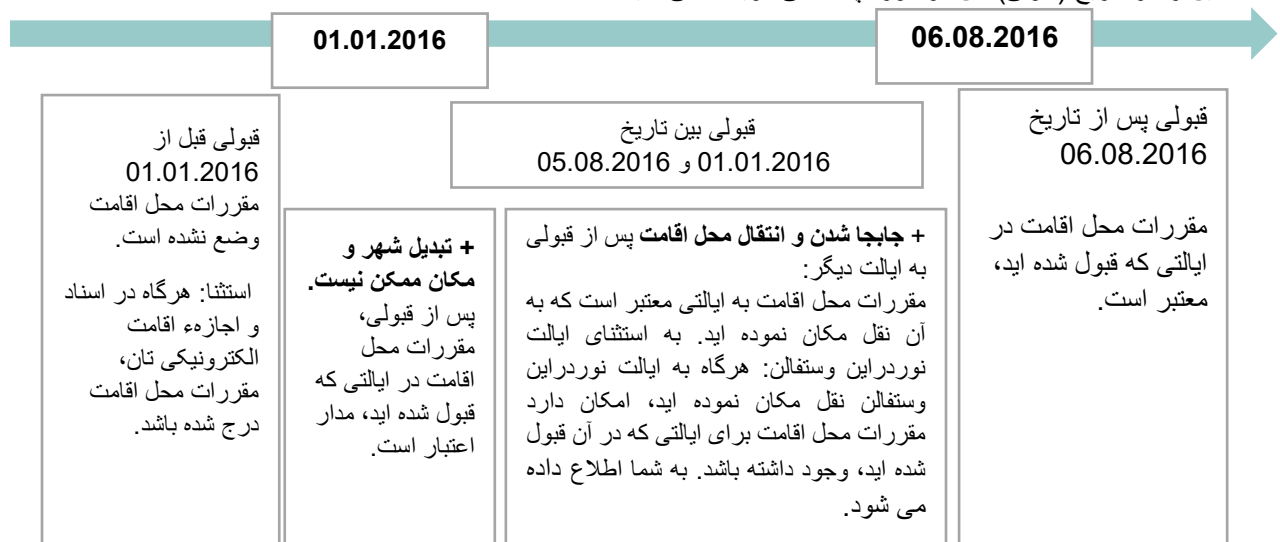 01.01.2016
06.08.2016
قبولی قبل از
01.01.2016
مقررات محل اقامت
وضع نشده است.
استثنا: هرگاه در اسناد
و اجازهء اقامت
الکترونیکی تان،
مقررات محل اقامت
درج شده باشد.
قبولی بین تاریخ
01.01.2016 و 05.08.2016
+ تبدیل شهر و
مکان ممکن نیست.
پس از قبولی،
مقررات محل
اقامت در ایالتی که
قبول شده اید، مدار
اعتبار است.
+ جابجا شدن و انتقال محل اقامت پس از قبولی
به ایالت دیگر:
مقررات محل اقامت به ایالتی معتبر است که به
آن نقل مکان نموده اید. به استثنای ایالت
نوردراین وستفالن: هرگاه به ایالت نوردراین
وستفالن نقل مکان نموده اید، امکان دارد
مقررات محل اقامت برای ایالتی که در آن قبول
شده اید، وجود داشته باشد. به شما اطلاع داده
می شود.
قبولی پس از تاریخ
06.08.2016
مقررات محل اقامت در
ایالتی که قبول شده اید،
معتبر است.